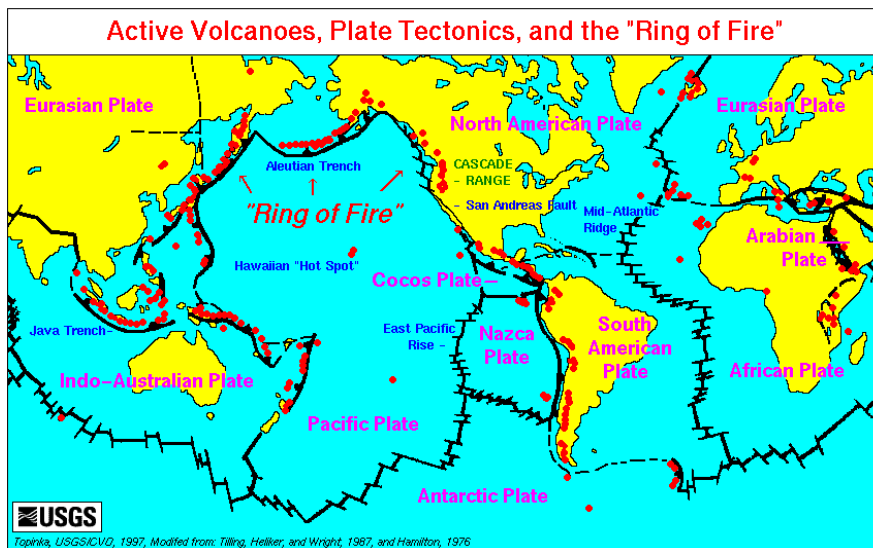 Active Volcanoes, Plate Tectonics, and the "Ring of Fire"
Eurasian Plate
North American Plate
Eurasian Plate
Aleutian Trench
CASCADE
- RANGE
"Ring of Fire"
- San Andreas Fault
Mid-Atlantic
Ridge
Arabian
Plate
Hawaiian "Hot Spot"
Cocos Plate
Java Trench-
East Pacific
Rise -
Nazca
Plate
South
American
Plate
Indo-Australian Plate
African Plate
Pacific Plate
Antarctic Plate
USGS
Topinka, USGS/CVO, 1997, Modifed from: Tilling, Heliker, and Wright, 1987, and Hamilton, 1976